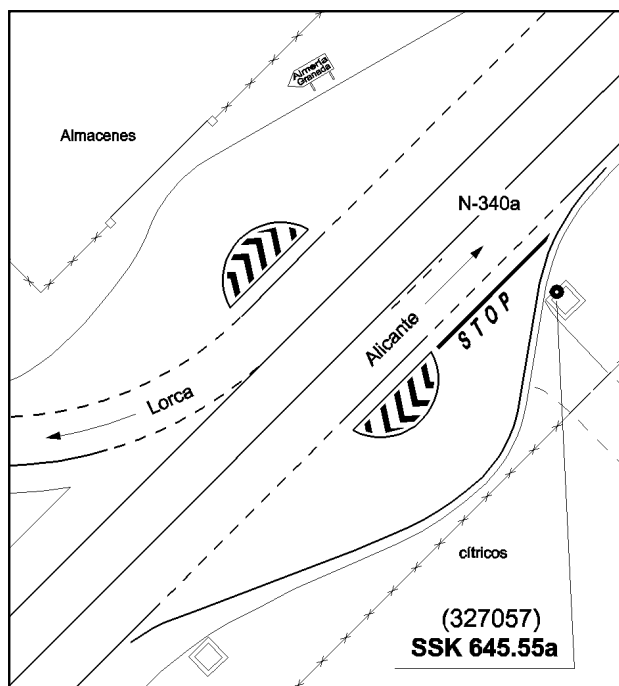 Almería
Granada
Almacenes
N-340a
Alicante
STOP
Lorca
cítricos
(327057)
SSK 645.55a